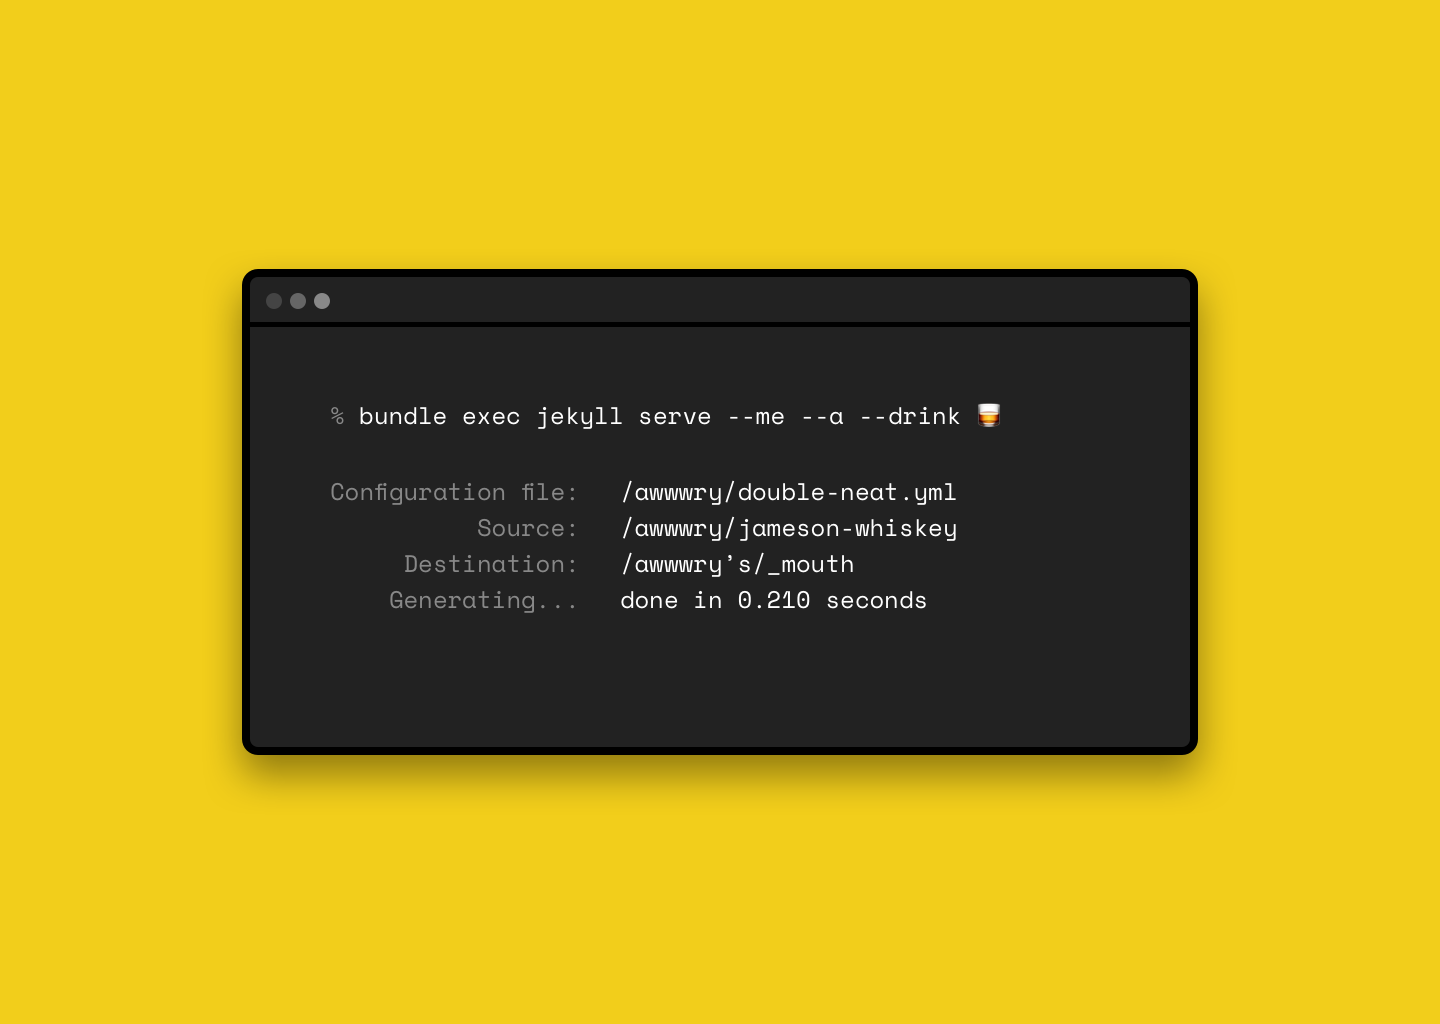 % bundle exec jekyll serve --me --a --drink 🥃
Configuration file: /awwwry/double-neat.yml
Source: /awwwry/jameson-whiskey
Destination: /awwwry’s/_mouth
Generating... done in 0.210 seconds